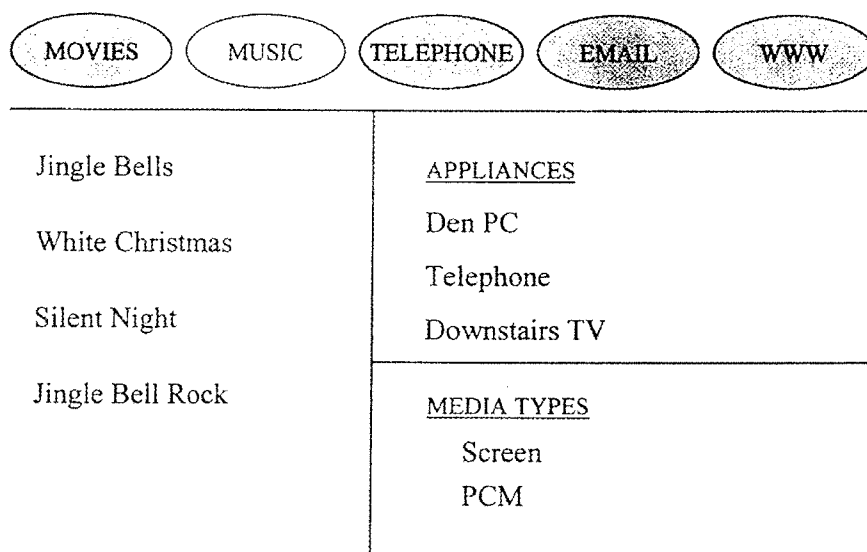 MOVIES MUSIC TELEPHONE EMAIL WWW
Jingle Bells
White Christmas
Silent Night
Jingle Bell Rock
APPLIANCES
Den PC
Telephone
Downstairs TV
MEDIA TYPES
Screen
PCM